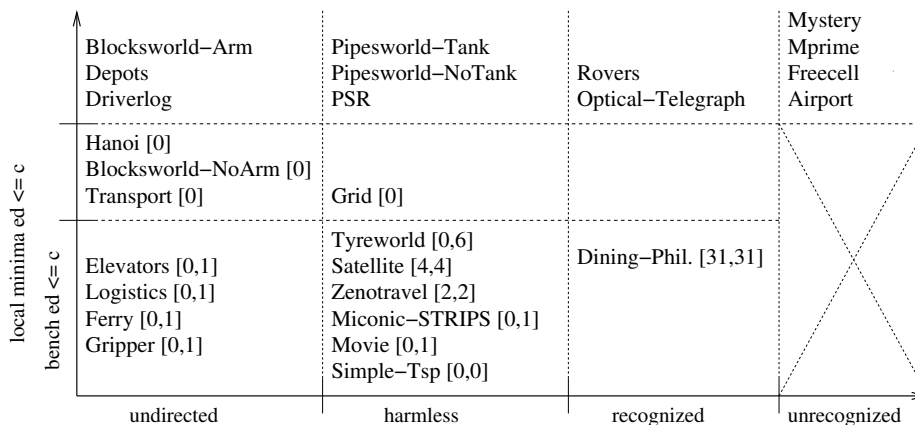 Blocksworld−Arm
Depots
Driverlog
Pipesworld−Tank
Pipesworld−NoTank
PSR
Rovers
Optical−Telegraph
Mystery
Mprime
Freecell
Airport
Hanoi [0]
Blocksworld−NoArm [0]
Transport [0]
Grid [0]
Elevators [0,1]
Logistics [0,1]
Ferry [0,1]
Gripper [0,1]
Tyreworld [0,6]
Satellite [4,4]
Zenotravel [2,2]
Miconic−STRIPS [0,1]
Movie [0,1]
Simple−Tsp [0,0]
Dining−Phil. [31,31]
local minima ed <= c
bench ed <= c
undirected
harmless
recognized
unrecognized